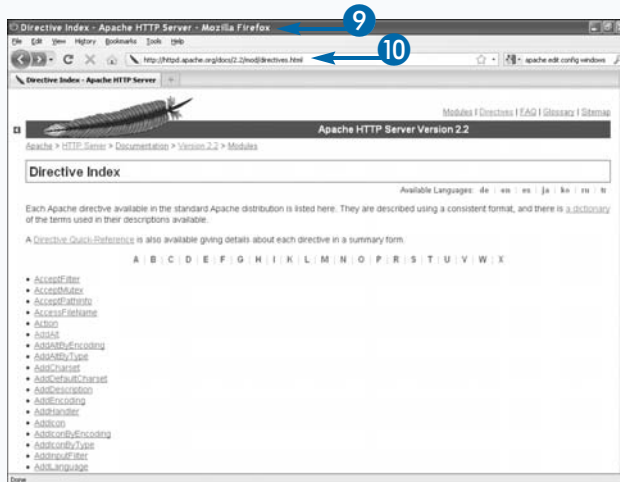 Directive Index - Apache HTTP Server - Mozilla Firefox
9
File Edit View History Bookmarks Tools Help
http://httpd.apache.org/docs/2.2/mod/directives.html
10
apache edit config windows
Directive Index - Apache HTTP Server
Modules | Directives | FAQ | Glossary | Sitemap
Apache HTTP Server Version 2.2
Apache > HTTP Server > Documentation > Version 2.2 > Modules
Directive Index
Available Languages: de | en | es | ja | ko | ru | tr
Each Apache directive available in the standard Apache distribution is listed here. They are described using a consistent format, and there is a dictionary
of the terms used in their descriptions available.
A Directive Quick-Reference is also available giving details about each directive in a summary form.
A | B | C | D | E | F | G | H | I | K | L | M | N | O | P | R | S | T | U | V | W | X
• AcceptFilter
• AcceptMutex
• AcceptPathInfo
• AccessFileName
• Action
• AddAlt
• AddAltByEncoding
• AddAltByType
• AddCharset
• AddDefaultCharset
• AddDescription
• AddEncoding
• AddHandler
• AddIcon
• AddIconByEncoding
• AddIconByType
• AddInputFilter
• AddLanguage
Done